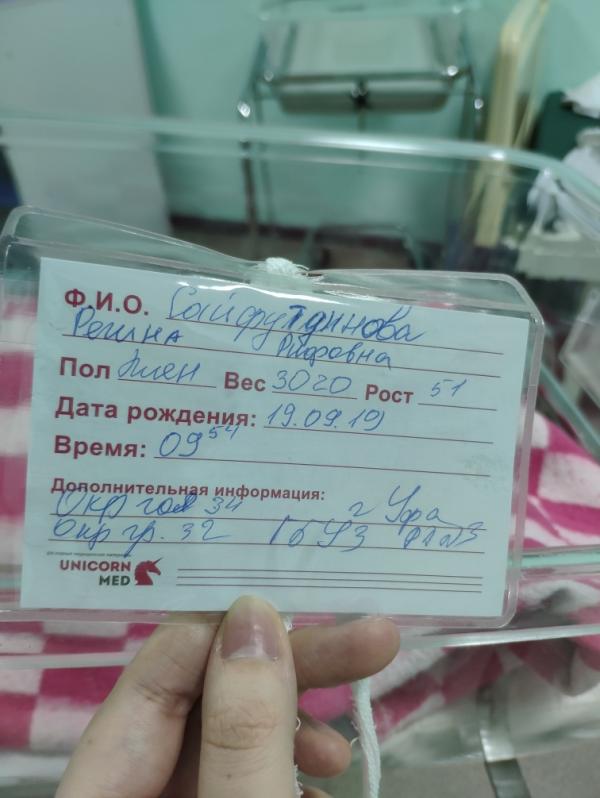 Ф.И.О. Сайфутдинова
Регина Рифовна
Пол жен Вес 3020 Рост 51
Дата рождения: 19.09.19
Время: 09 54
Дополнительная информация:
Окр гол 34 г Уфа
Окр гр. 32 ГБУЗ
UNICORN
MED